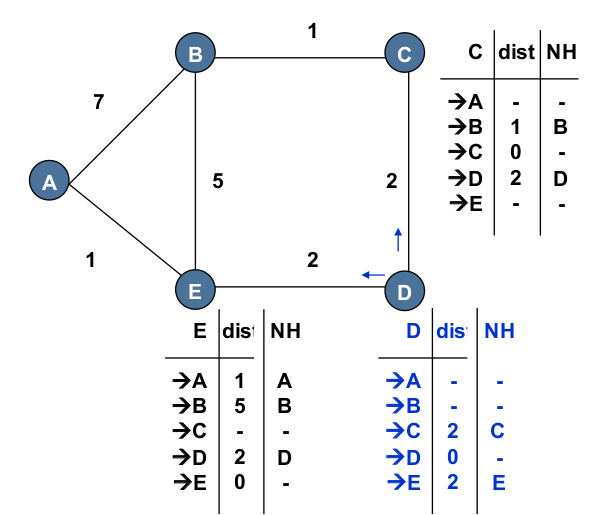 1
B
C
7
A
5
2
1
2
E
D
C dist NH
→A - -
→B 1 B
→C 0 -
→D 2 D
→E - -
E dist NH
→A 1 A
→B 5 B
→C - -
→D 2 D
→E 0 -
D dist NH
→A - -
→B - -
→C 2 C
→D 0 -
→E 2 E